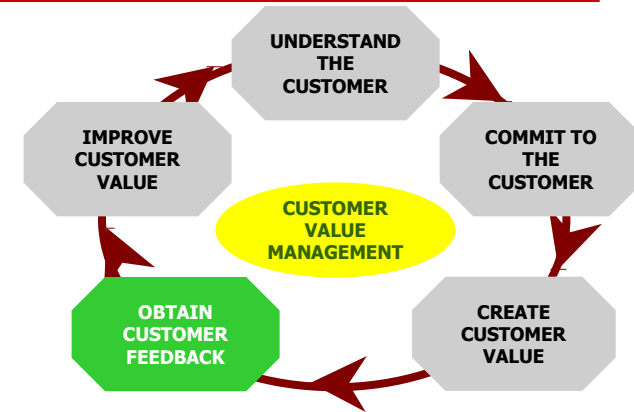 UNDERSTAND
THE
CUSTOMER
COMMIT TO
THE
CUSTOMER
CREATE
CUSTOMER
VALUE
OBTAIN
CUSTOMER
FEEDBACK
IMPROVE
CUSTOMER
VALUE
CUSTOMER
VALUE
MANAGEMENT